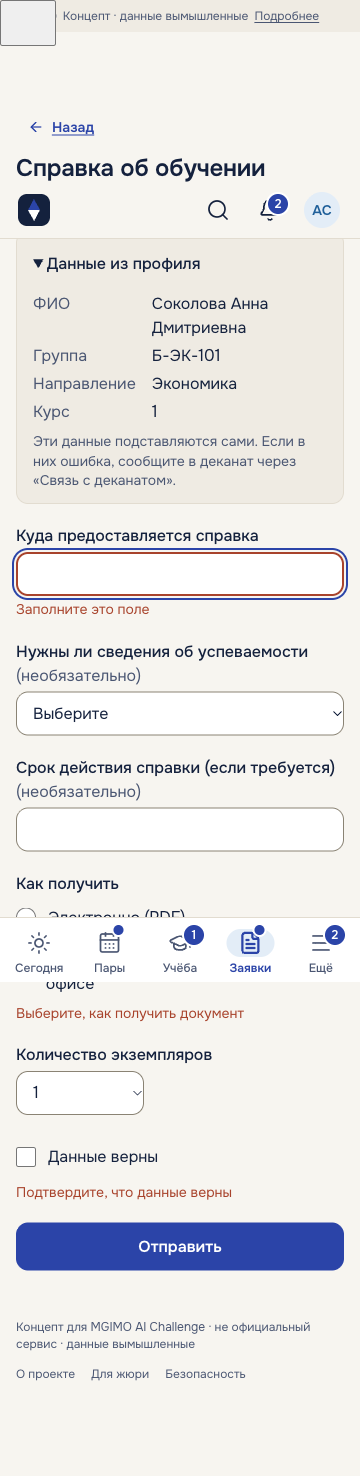 Концепт · данные вымышленные Подробнее
Назад
Справка об обучении
2
АС
Данные из профиля
ФИО Соколова Анна
Дмитриевна
Группа Б-ЭК-101
Направление Экономика
Курс 1
Эти данные подставляются сами. Если в
них ошибка, сообщите в деканат через
«Связь с деканатом».
Куда предоставляется справка
Заполните это поле
Нужны ли сведения об успеваемости
(необязательно)
Выберите
Срок действия справки (если требуется)
(необязательно)
Как получить
Электронно (PDF)
1 2
Сегодня Пары Учёба Заявки Ещё
офисе
Выберите, как получить документ
Количество экземпляров
1
Данные верны
Подтвердите, что данные верны
Отправить
Концепт для MGIMO AI Challenge · не официальный
сервис · данные вымышленные
О проекте Для жюри Безопасность